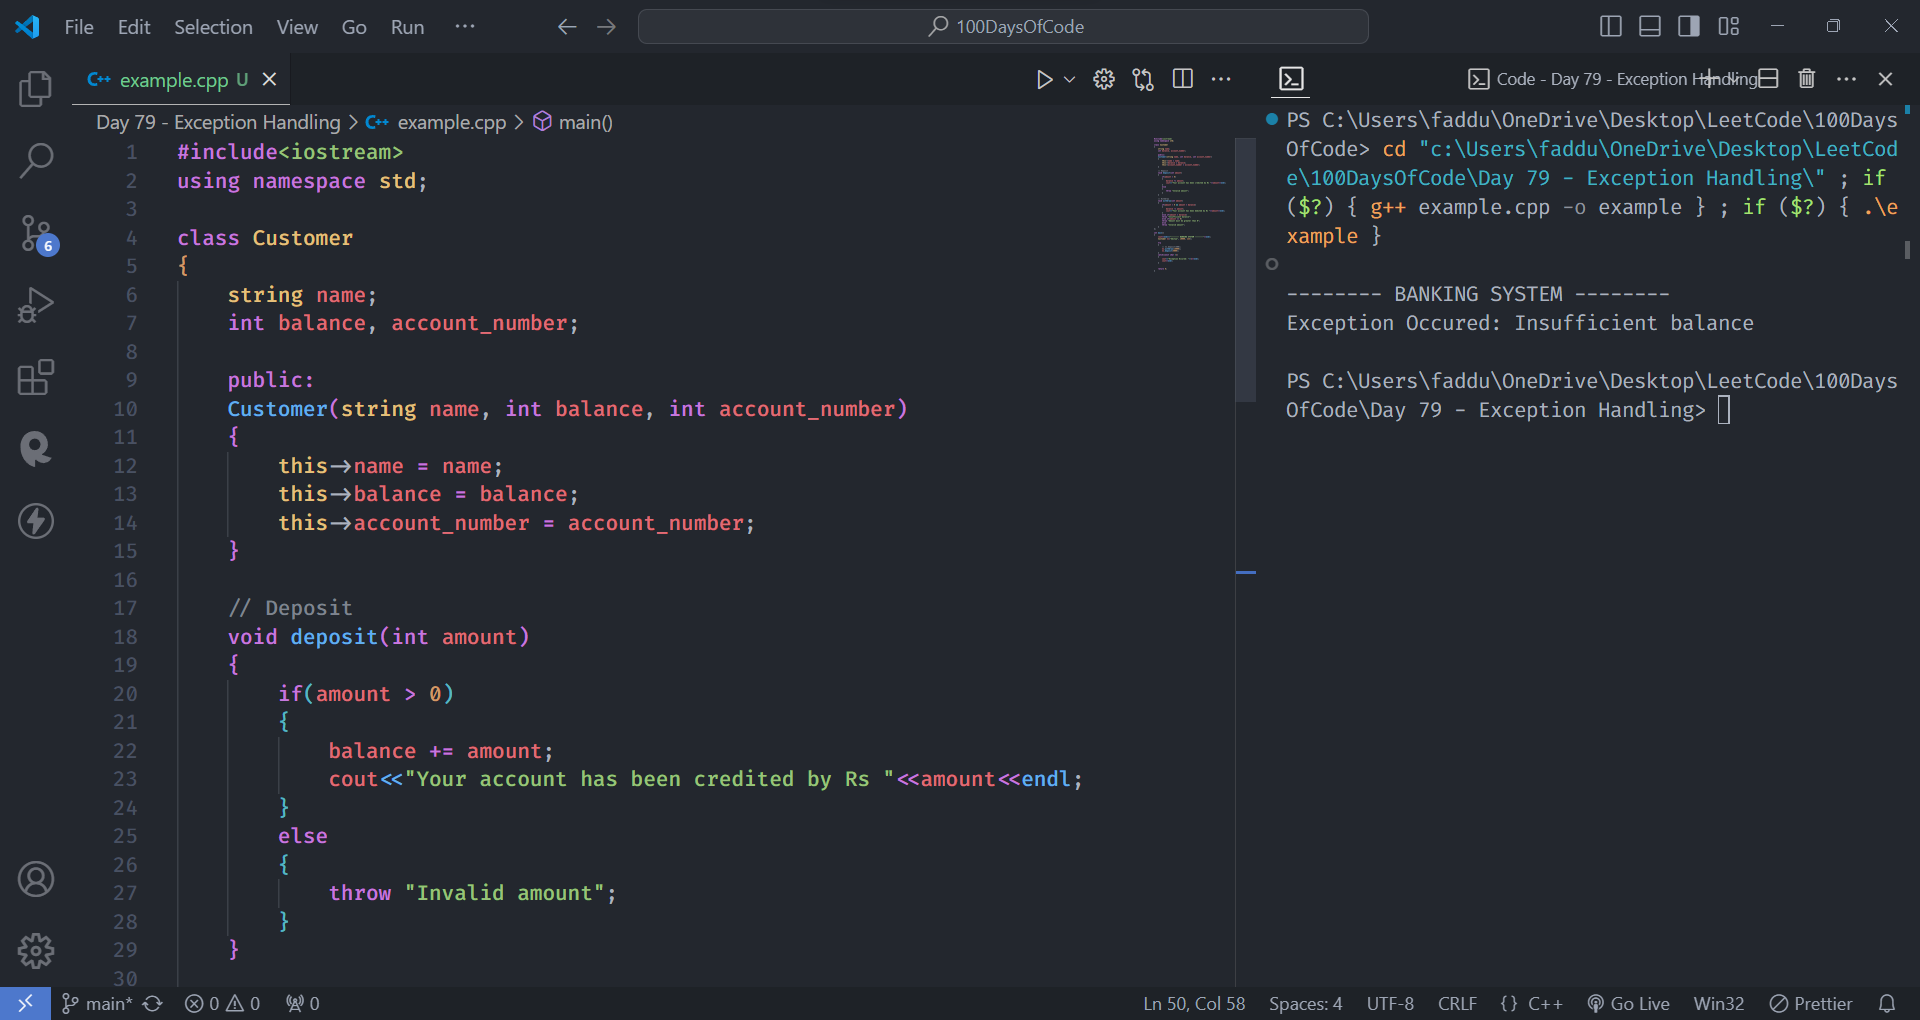 File Edit Selection View Go Run ··· 100DaysOfCode
C++ example.cpp U
Day 79 - Exception Handling > C++ example.cpp > main()
1 #include<iostream>
2 using namespace std;
3
4 class Customer
5 {
6 string name;
7 int balance, account_number;
8
9 public:
10 Customer(string name, int balance, int account_number)
11 {
12 this->name = name;
13 this->balance = balance;
14 this->account_number = account_number;
15 }
16
17 // Deposit
18 void deposit(int amount)
19 {
20 if(amount > 0)
21 {
22 balance += amount;
23 cout<<"Your account has been credited by Rs "<<amount<<endl;
24 }
25 else
26 {
27 throw "Invalid amount";
28 }
29 }
30
6
Code - Day 79 - Exception Handling
PS C:\Users\faddu\OneDrive\Desktop\LeetCode\100Days
OfCode> cd "c:\Users\faddu\OneDrive\Desktop\LeetCod
e\100DaysOfCode\Day 79 - Exception Handling\" ; if
($?) { g++ example.cpp -o example } ; if ($?) { .\e
xample }
-------- BANKING SYSTEM --------
Exception Occured: Insufficient balance
PS C:\Users\faddu\OneDrive\Desktop\LeetCode\100Days
OfCode\Day 79 - Exception Handling>
main* 0 0 0 Ln 50, Col 58 Spaces: 4 UTF-8 CRLF {} C++ Go Live Win32 Prettier